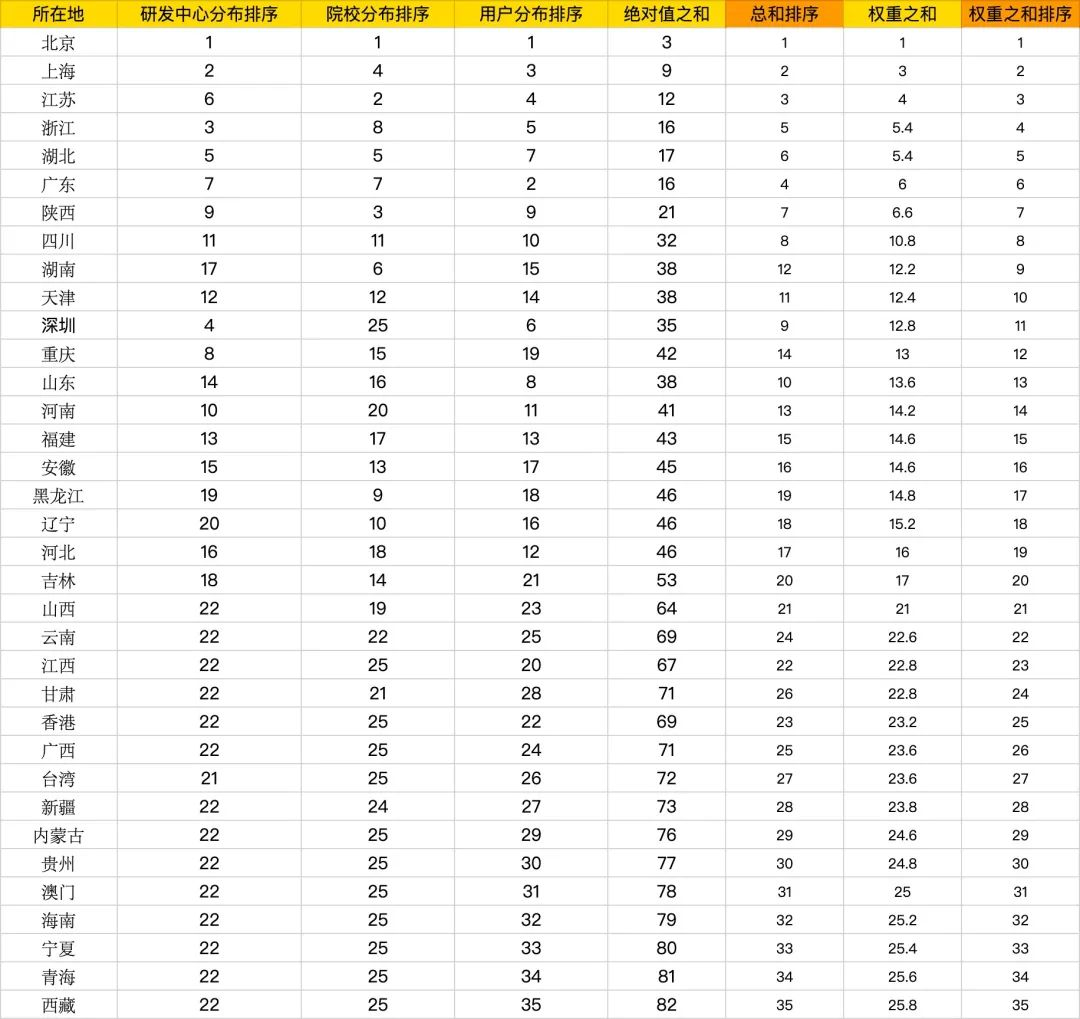 所在地 研发中心分布排序 院校分布排序 用户分布排序 绝对值之和 总和排序 权重之和 权重之和排序
北京 1 1 1 3 1 1 1
上海 2 4 3 9 2 3 2
江苏 6 2 4 12 3 4 3
浙江 3 8 5 16 5 5.4 4
湖北 5 5 7 17 6 5.4 5
广东 7 7 2 16 4 6 6
陕西 9 3 9 21 7 6.6 7
四川 11 11 10 32 8 10.8 8
湖南 17 6 15 38 12 12.2 9
天津 12 12 14 38 11 12.4 10
深圳 4 25 6 35 9 12.8 11
重庆 8 15 19 42 14 13 12
山东 14 16 8 38 10 13.6 13
河南 10 20 11 41 13 14.2 14
福建 13 17 13 43 15 14.6 15
安徽 15 13 17 45 16 14.6 16
黑龙江 19 9 18 46 19 14.8 17
辽宁 20 10 16 46 18 15.2 18
河北 16 18 12 46 17 16 19
吉林 18 14 21 53 20 17 20
山西 22 19 23 64 21 21 21
云南 22 22 25 69 24 22.6 22
江西 22 25 20 67 22 22.8 23
甘肃 22 21 28 71 26 22.8 24
香港 22 25 22 69 23 23.2 25
广西 22 25 24 71 25 23.6 26
台湾 21 25 26 72 27 23.6 27
新疆 22 24 27 73 28 23.8 28
内蒙古 22 25 29 76 29 24.6 29
贵州 22 25 30 77 30 24.8 30
澳门 22 25 31 78 31 25 31
海南 22 25 32 79 32 25.2 32
宁夏 22 25 33 80 33 25.4 33
青海 22 25 34 81 34 25.6 34
西藏 22 25 35 82 35 25.8 35